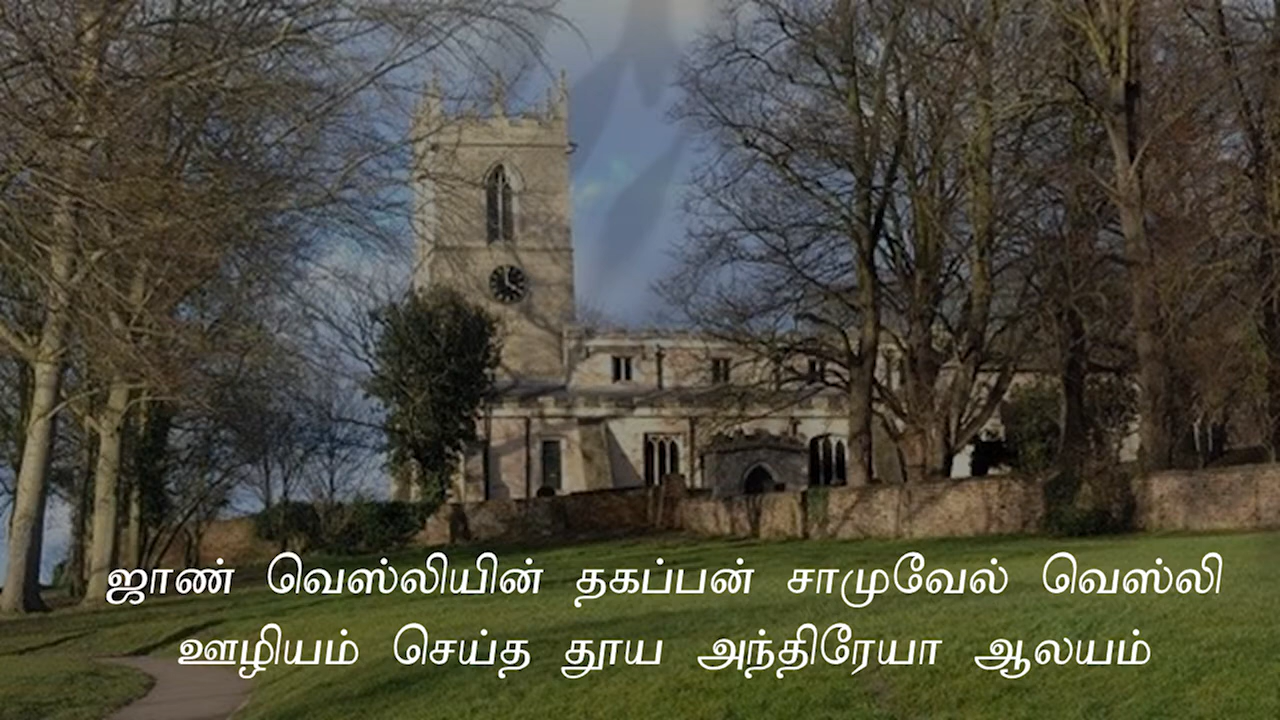 ஜாண் வெஸ்லியின் தகப்பன் சாமுவேல் வெஸ்லி
ஊழியம் செய்த தூய அந்திரேயா ஆலயம்